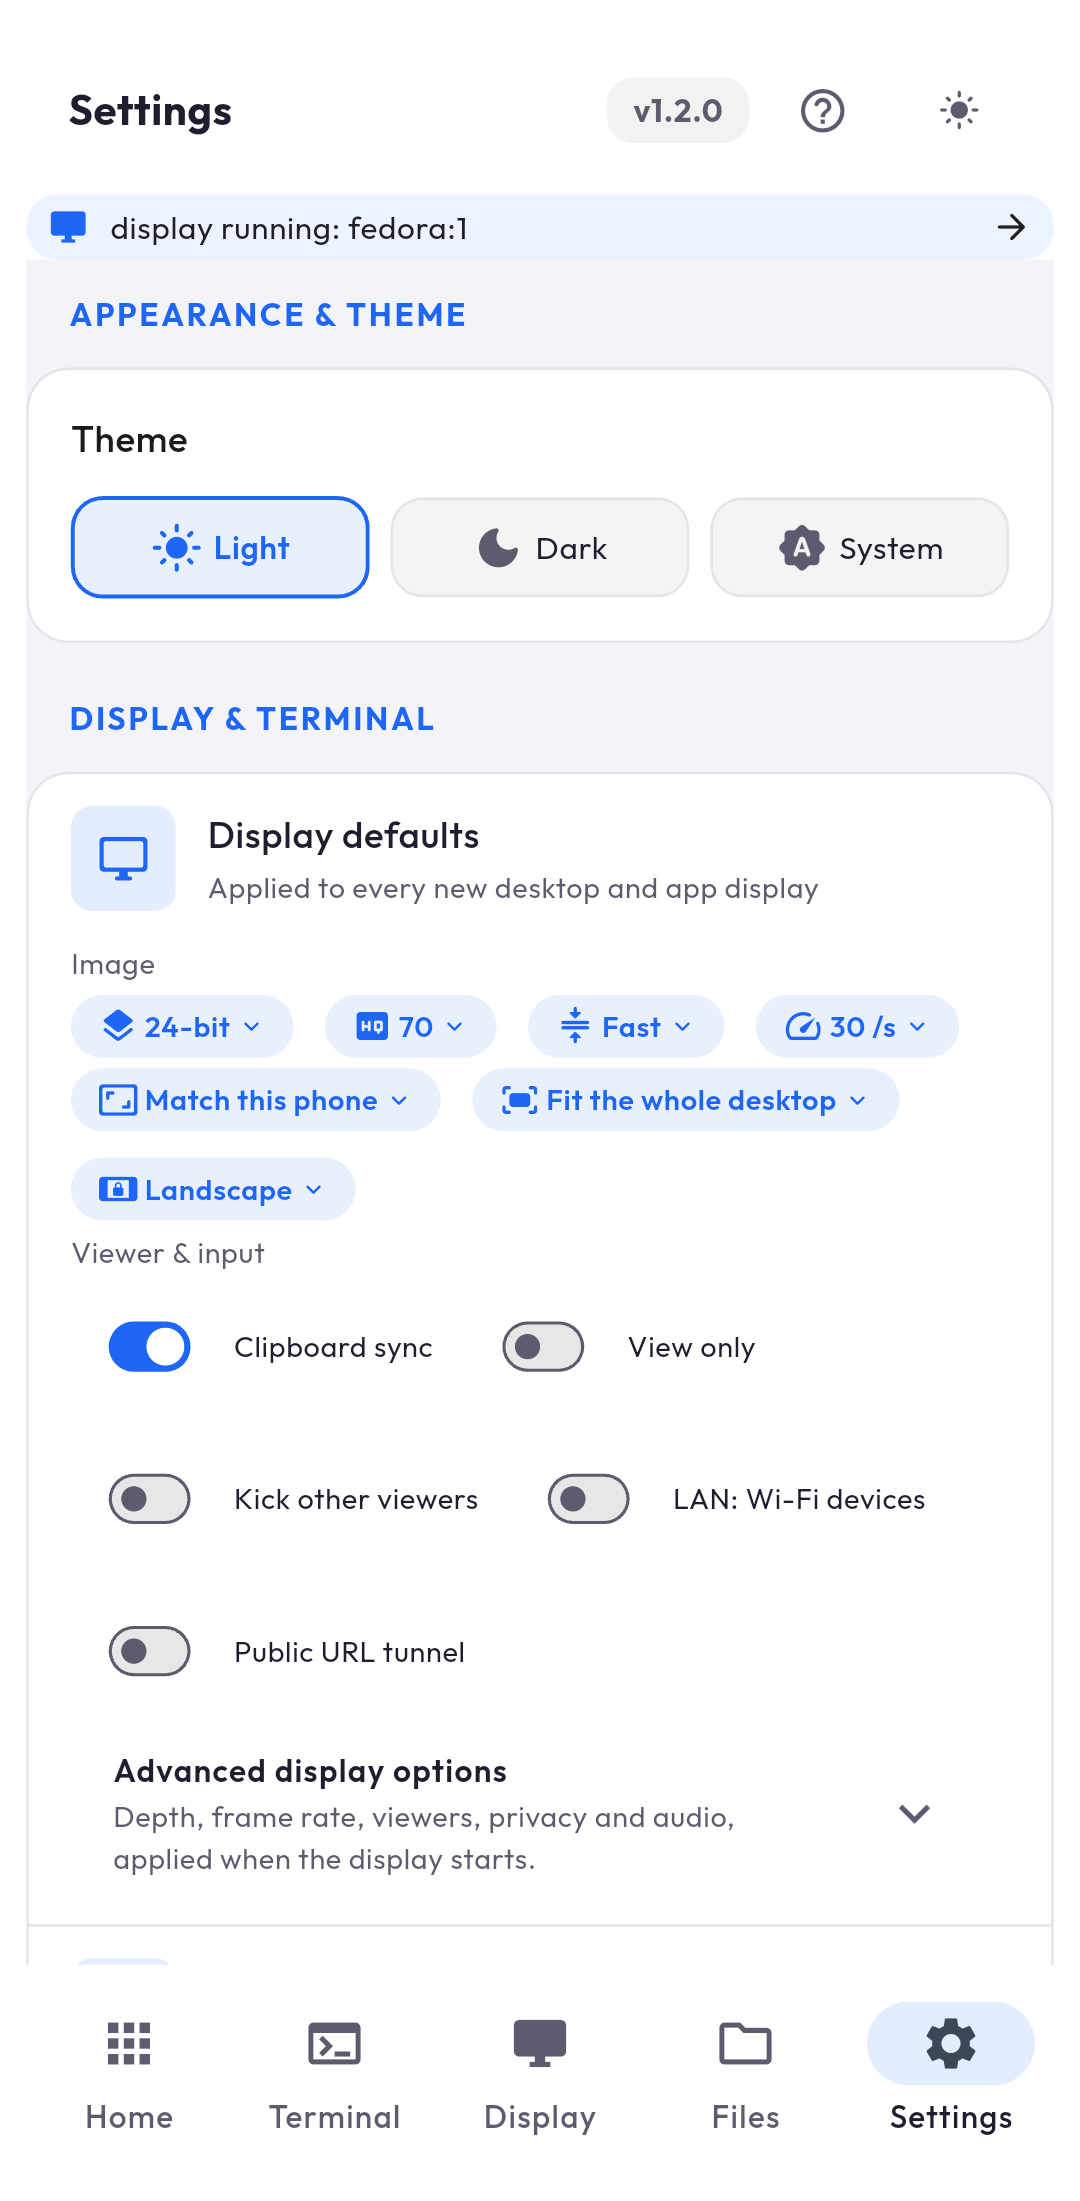 Settings
v1.2.0
display running: fedora:1
APPEARANCE & THEME
Theme
Light
Dark
System
DISPLAY & TERMINAL
Display defaults
Applied to every new desktop and app display
Image
24-bit
HQ 70
Fast
30 /s
Match this phone
Fit the whole desktop
Landscape
Viewer & input
Clipboard sync
View only
Kick other viewers
LAN: Wi-Fi devices
Public URL tunnel
Advanced display options
Depth, frame rate, viewers, privacy and audio,
applied when the display starts.
Home
Terminal
Display
Files
Settings